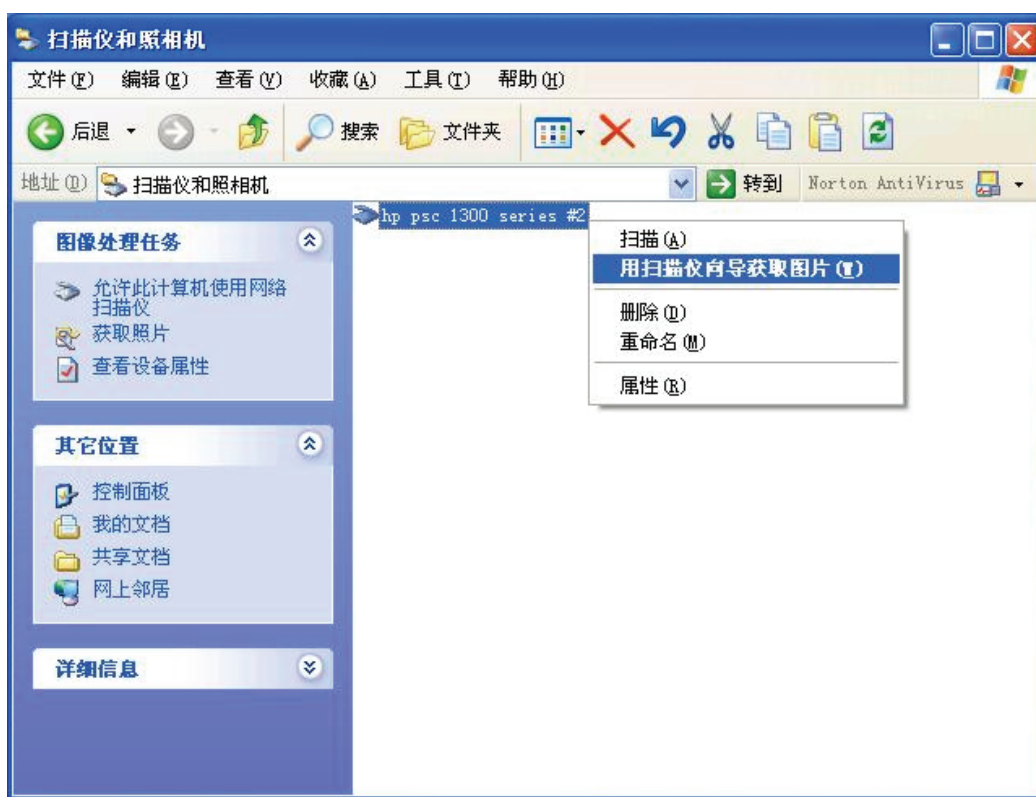 扫描仪和照相机
文件(F) 编辑(E) 查看(V) 收藏(A) 工具(T) 帮助(H)
后退 搜索 文件夹
地址(D) 扫描仪和照相机 转到 Norton AntiVirus
图像处理任务
允许此计算机使用网络
扫描仪
获取照片
查看设备属性
其它位置
控制面板
我的文档
共享文档
网上邻居
详细信息
hp psc 1300 series #2
扫描(A)
用扫描仪向导获取图片(W)
删除(D)
重命名(M)
属性(R)